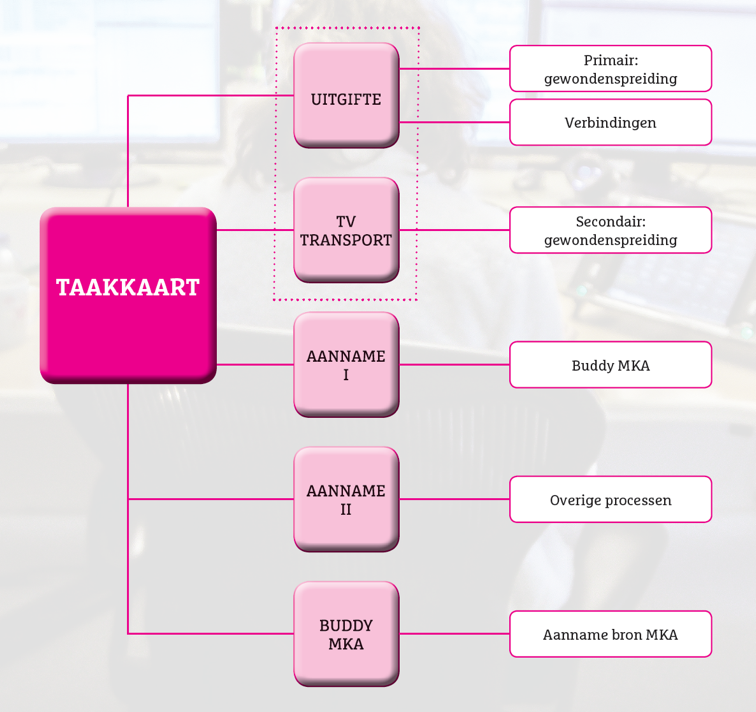 TAAKKAART
UITGIFTE
Primair:
gewondenspreiding
Verbindingen
TV
TRANSPORT
Secondair:
gewondenspreiding
AANNAME
I
Buddy MKA
AANNAME
II
Overige processen
BUDDY
MKA
Aanname bron MKA